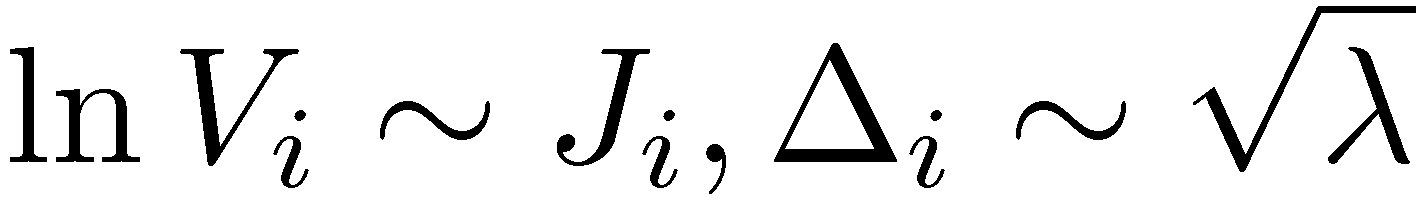 ln V_i ∼ J_i, Δ_i ∼ √λ